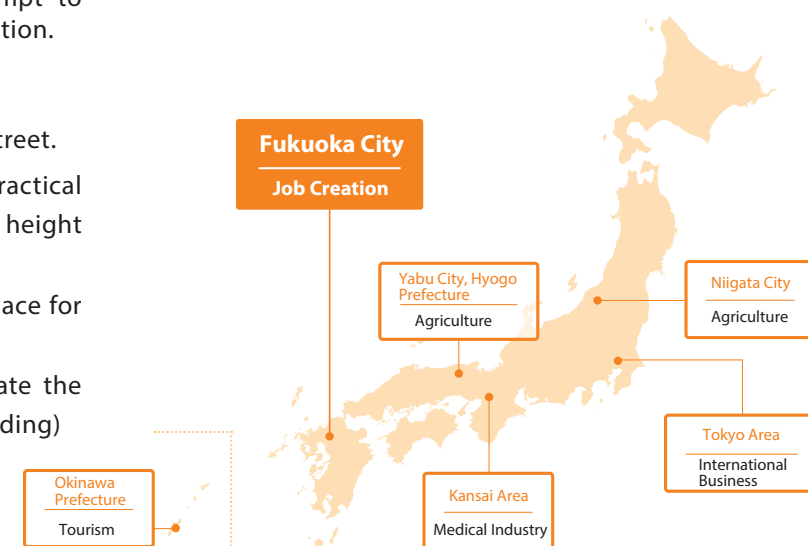 mpt to
tion.
treet.
ractical
height
ace for
ate the
ding)
Fukuoka City
Job Creation
Yabu City, Hyogo
Prefecture
Agriculture
Niigata City
Agriculture
Tokyo Area
International
Business
Kansai Area
Medical Industry
Okinawa
Prefecture
Tourism